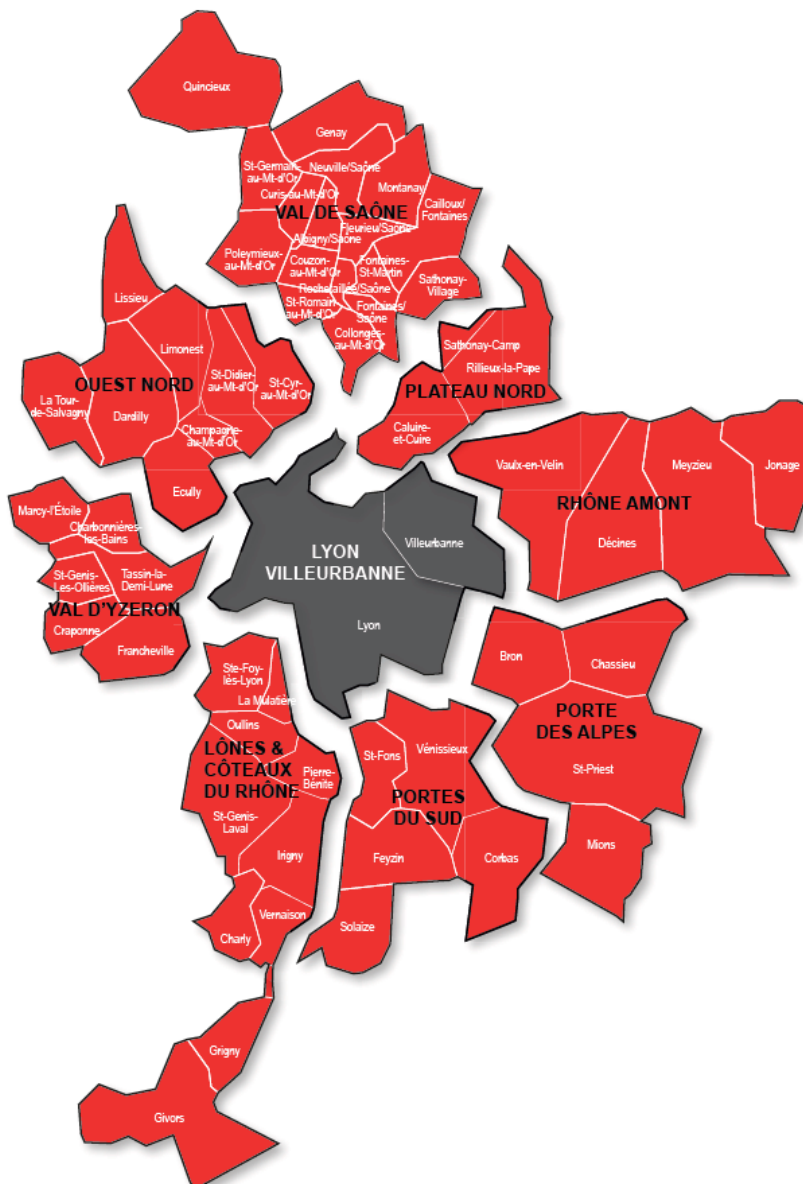 Quincieux
Genay
St-Germain-
au-Mt-d'Or
Neuville/Saône
Curis-au-Mt-d'Or
Montanay
Cailloux/
Fontaines
VAL DE SAÔNE
Fleurieu/Saône
Albigny/Saône
Poleymieux-
au-Mt-d'Or
Couzon-
au-Mt-d'Or
Fontaines-
St-Martin
Sathonay-
Village
Rochetaillée/Saône
St-Romain
au-Mt-d'Or
Fontaines/
Saône
Collonges-
au-Mt-d'Or
Lissieu
Limonest
OUEST NORD
St-Didier-
au-Mt-d'Or
St-Cyr-
au-Mt-d'Or
La Tour-
de-Salvagny
Dardilly
Champagne-
au-Mt-d'Or
Ecully
Sathonay-Camp
Rillieux-la-Pape
PLATEAU NORD
Caluire-
et-Cuire
Vaulx-en-Velin
Meyzieu
Jonage
RHÔNE AMONT
Décines
Marcy-l'Étoile
Charbonnières-
les-Bains
St-Genis-
Les-Ollières
Tassin-la-
Demi-Lune
VAL D'YZERON
Craponne
Francheville
LYON
VILLEURBANNE
Villeurbanne
Lyon
Bron
Chassieu
PORTE
DES ALPES
St-Priest
Mions
Ste-Foy-
lès-Lyon
La Mulatière
Oullins
LÔNES &
CÔTEAUX
DU RHÔNE
Pierre-
Bénite
St-Genis-
Laval
Irigny
Vernaison
Charly
St-Fons
Vénissieux
PORTES
DU SUD
Feyzin
Corbas
Solaize
Grigny
Givors